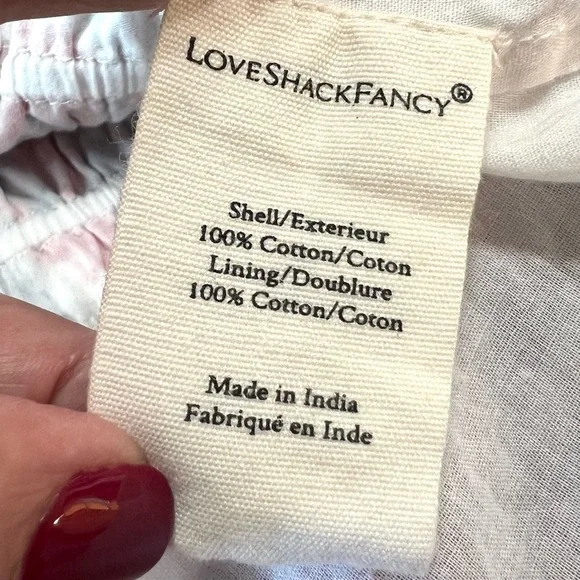 LOVESHACKFANCY®
Shell/Exterieur
100% Cotton/Coton
Lining/Doublure
100% Cotton/Coton
Made in India
Fabriqué en Inde